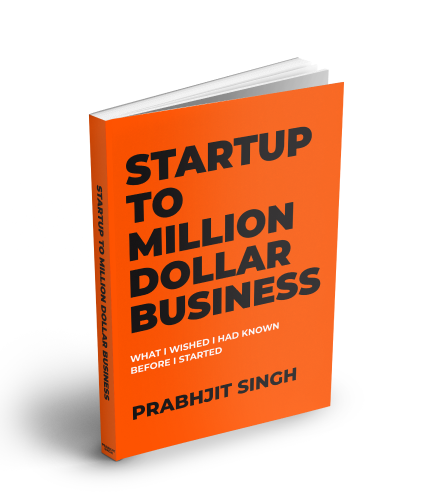 STARTUP
TO
MILLION
DOLLAR
BUSINESS
WHAT I WISHED I HAD KNOWN
BEFORE I STARTED
PRABHJIT SINGH
STARTUP TO MILLION DOLLAR BUSINESS